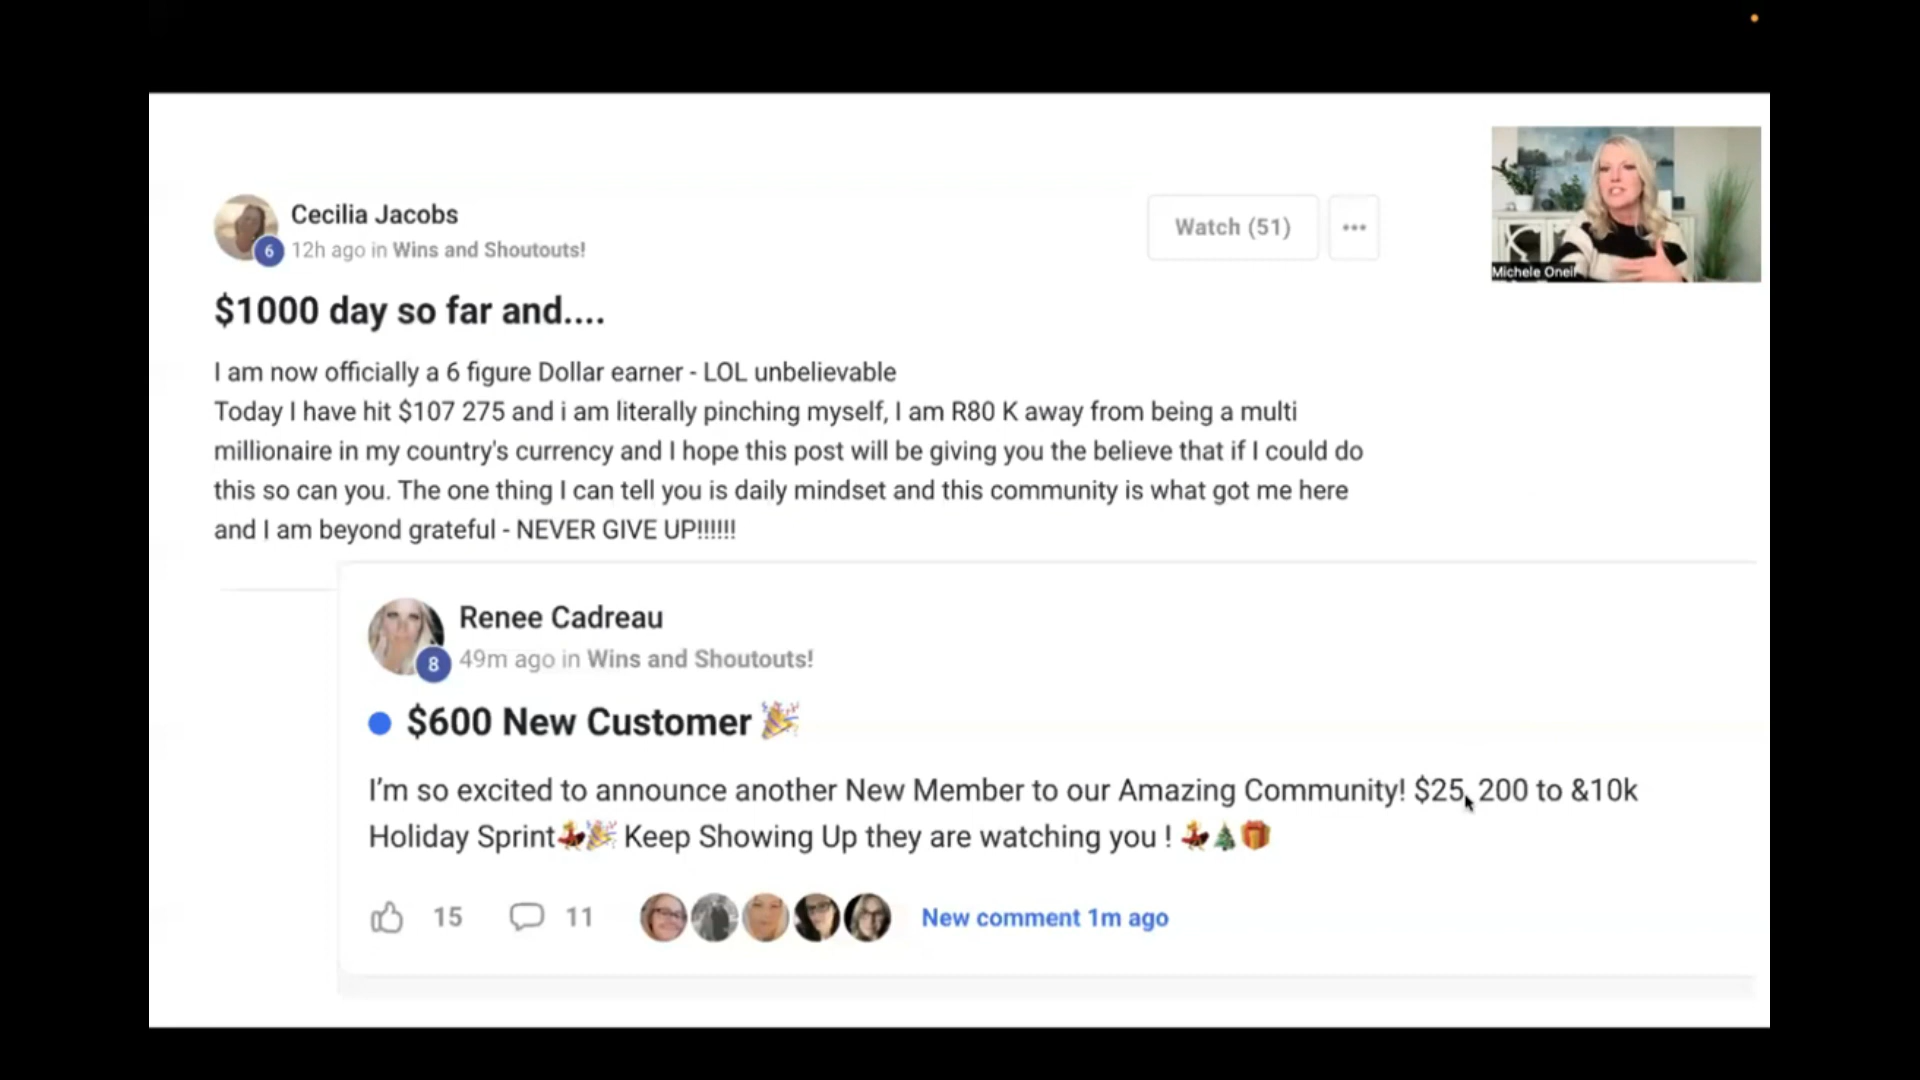 Cecilia Jacobs
6
12h ago in Wins and Shoutouts!
Watch (51)
$1000 day so far and....
I am now officially a 6 figure Dollar earner - LOL unbelievable
Today I have hit $107 275 and i am literally pinching myself, I am R80 K away from being a multi
millionaire in my country's currency and I hope this post will be giving you the believe that if I could do
this so can you. The one thing I can tell you is daily mindset and this community is what got me here
and I am beyond grateful - NEVER GIVE UP!!!!!!
Michele Oneil
Renee Cadreau
8
49m ago in Wins and Shoutouts!
$600 New Customer 🎉
I'm so excited to announce another New Member to our Amazing Community! $25, 200 to &10k
Holiday Sprint💃🎉 Keep Showing Up they are watching you ! 💃🎄🎁
15
11
New comment 1m ago